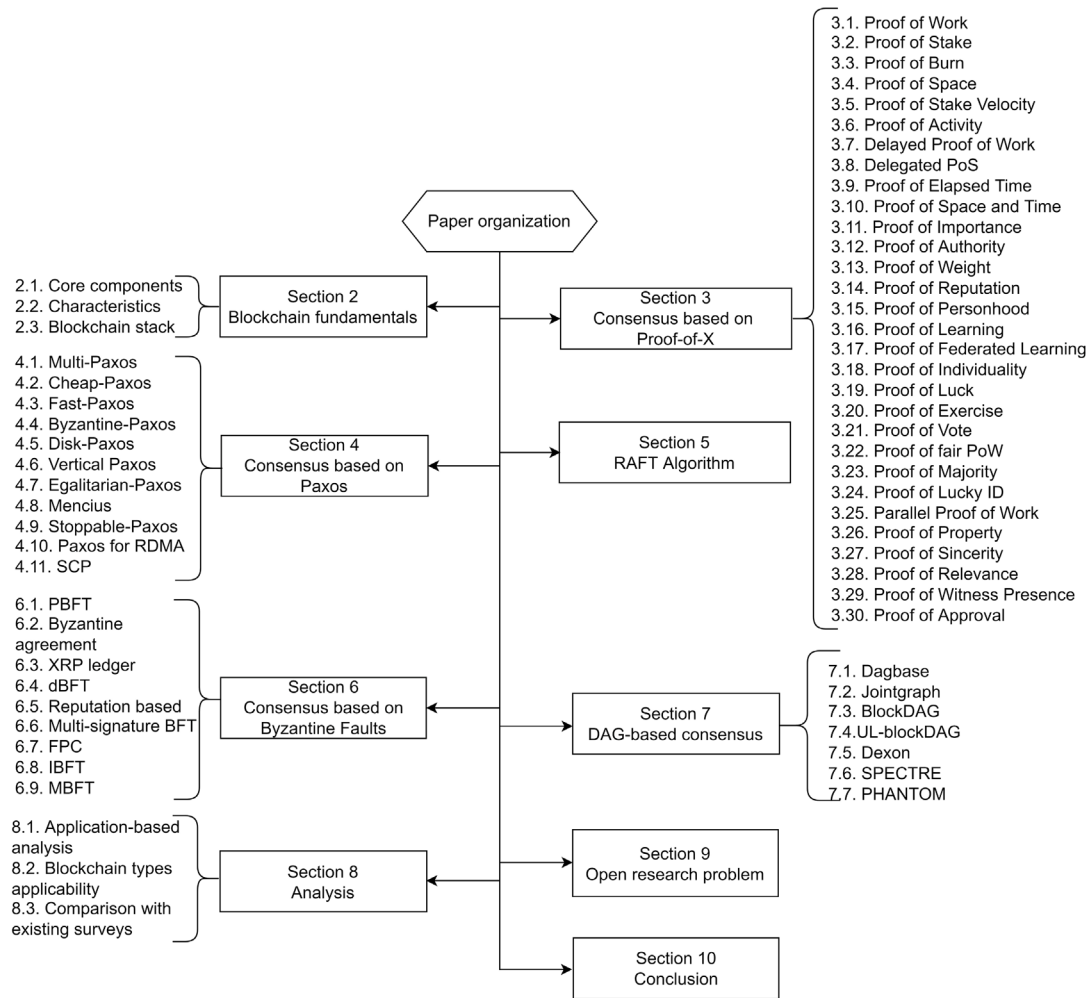 Paper organization
Section 2
Blockchain fundamentals
2.1. Core components
2.2. Characteristics
2.3. Blockchain stack
Section 3
Consensus based on
Proof-of-X
3.1. Proof of Work
3.2. Proof of Stake
3.3. Proof of Burn
3.4. Proof of Space
3.5. Proof of Stake Velocity
3.6. Proof of Activity
3.7. Delayed Proof of Work
3.8. Delegated PoS
3.9. Proof of Elapsed Time
3.10. Proof of Space and Time
3.11. Proof of Importance
3.12. Proof of Authority
3.13. Proof of Weight
3.14. Proof of Reputation
3.15. Proof of Personhood
3.16. Proof of Learning
3.17. Proof of Federated Learning
3.18. Proof of Individuality
3.19. Proof of Luck
3.20. Proof of Exercise
3.21. Proof of Vote
3.22. Proof of fair PoW
3.23. Proof of Majority
3.24. Proof of Lucky ID
3.25. Parallel Proof of Work
3.26. Proof of Property
3.27. Proof of Sincerity
3.28. Proof of Relevance
3.29. Proof of Witness Presence
3.30. Proof of Approval
Section 4
Consensus based on
Paxos
4.1. Multi-Paxos
4.2. Cheap-Paxos
4.3. Fast-Paxos
4.4. Byzantine-Paxos
4.5. Disk-Paxos
4.6. Vertical Paxos
4.7. Egalitarian-Paxos
4.8. Mencius
4.9. Stoppable-Paxos
4.10. Paxos for RDMA
4.11. SCP
Section 5
RAFT Algorithm
Section 6
Consensus based on
Byzantine Faults
6.1. PBFT
6.2. Byzantine
agreement
6.3. XRP ledger
6.4. dBFT
6.5. Reputation based
6.6. Multi-signature BFT
6.7. FPC
6.8. IBFT
6.9. MBFT
Section 7
DAG-based consensus
7.1. Dagbase
7.2. Jointgraph
7.3. BlockDAG
7.4.UL-blockDAG
7.5. Dexon
7.6. SPECTRE
7.7. PHANTOM
Section 8
Analysis
8.1. Application-based
analysis
8.2. Blockchain types
applicability
8.3. Comparison with
existing surveys
Section 9
Open research problem
Section 10
Conclusion